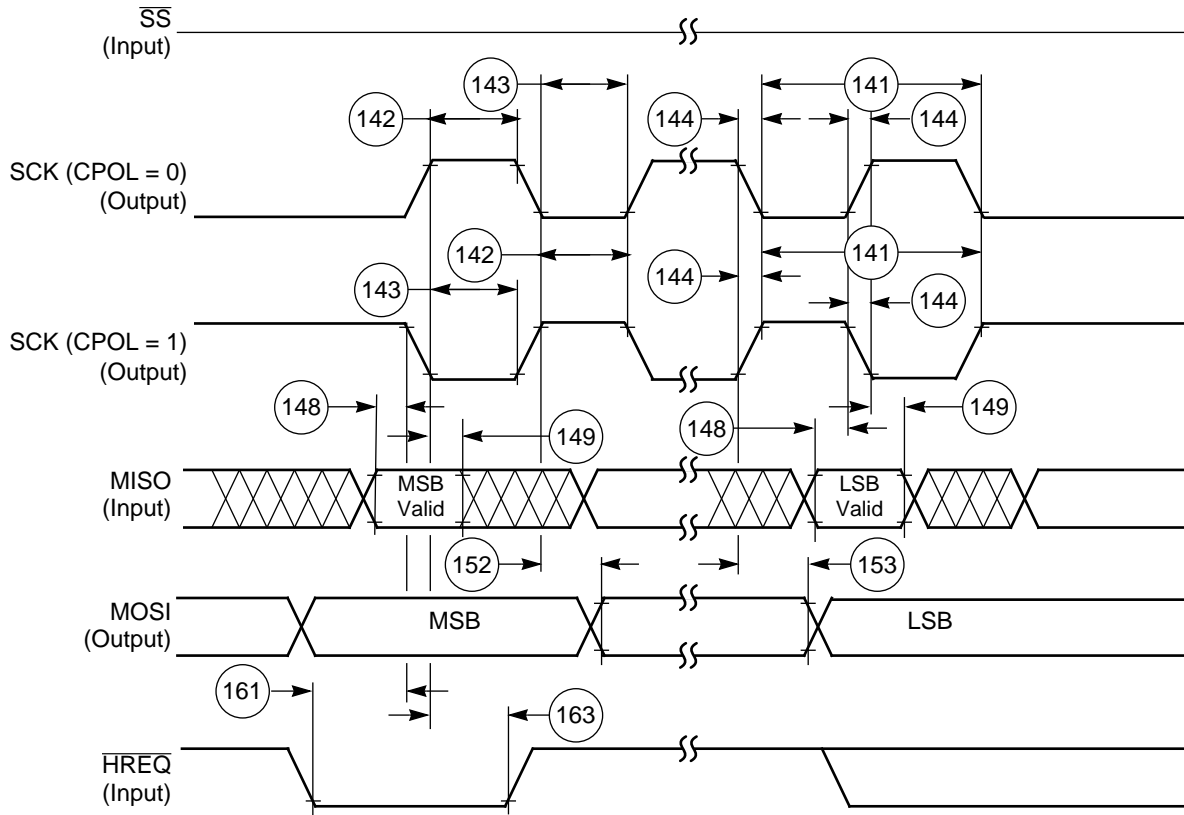 SS
(Input)
143
141
142
144
144
SCK (CPOL = 0)
(Output)
142
141
143
144
144
SCK (CPOL = 1)
(Output)
148
149
148
149
MISO
(Input)
MSB
Valid
LSB
Valid
152
153
MOSI
(Output)
MSB
LSB
161
163
HREQ
(Input)